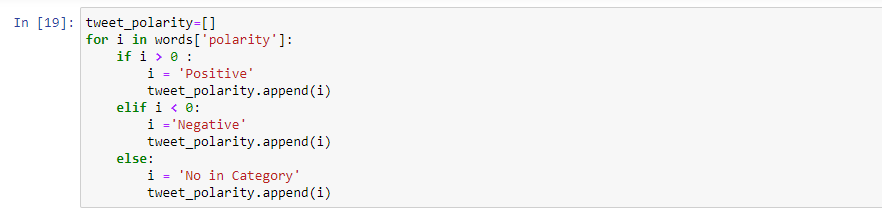 In [19]: tweet_polarity=[]
for i in words['polarity']:
    if i > 0 :
        i = 'Positive'
        tweet_polarity.append(i)
    elif i < 0:
        i ='Negative'
        tweet_polarity.append(i)
    else:
        i = 'No in Category'
        tweet_polarity.append(i)